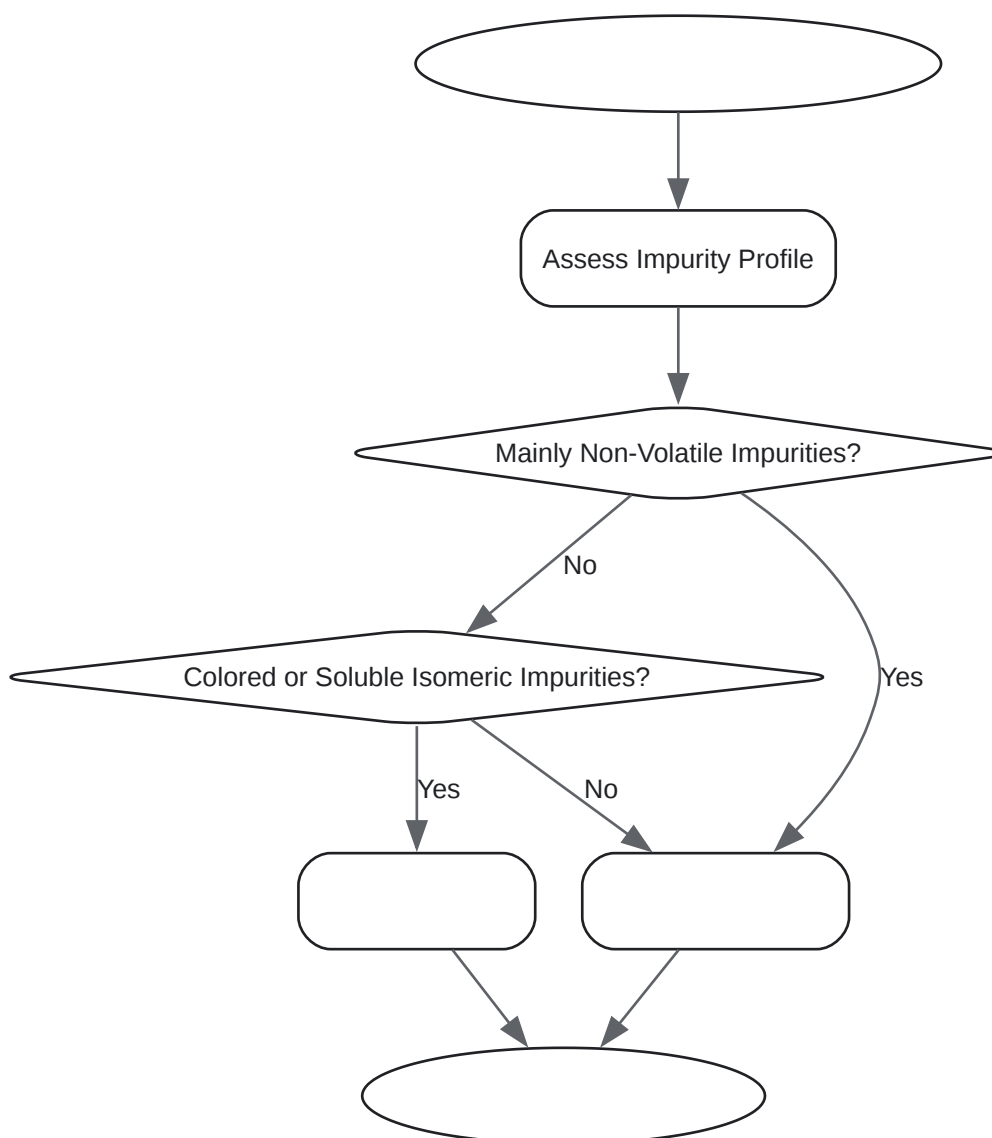 Assess Impurity Profile
Mainly Non-Volatile Impurities?
No
Colored or Soluble Isomeric Impurities?
Yes
Yes
No